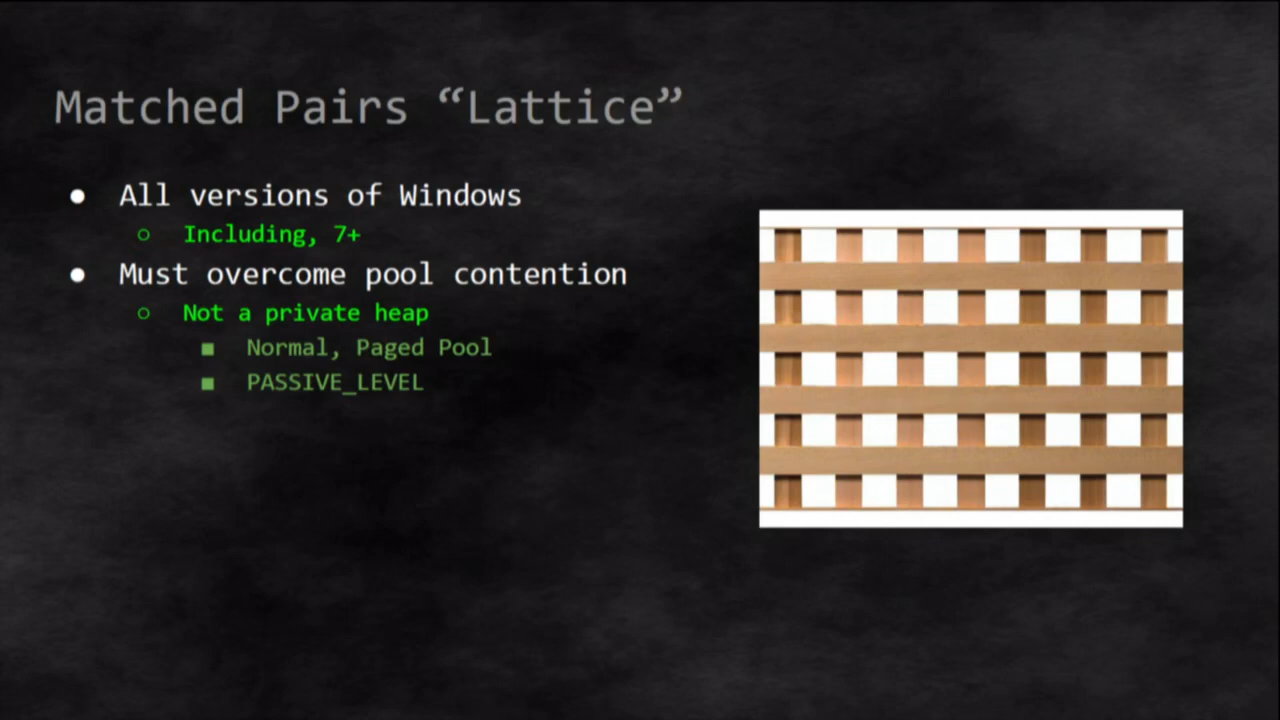 Matched Pairs “Lattice”
● All versions of Windows
○ Including, 7+
● Must overcome pool contention
○ Not a private heap
■ Normal, Paged Pool
■ PASSIVE_LEVEL